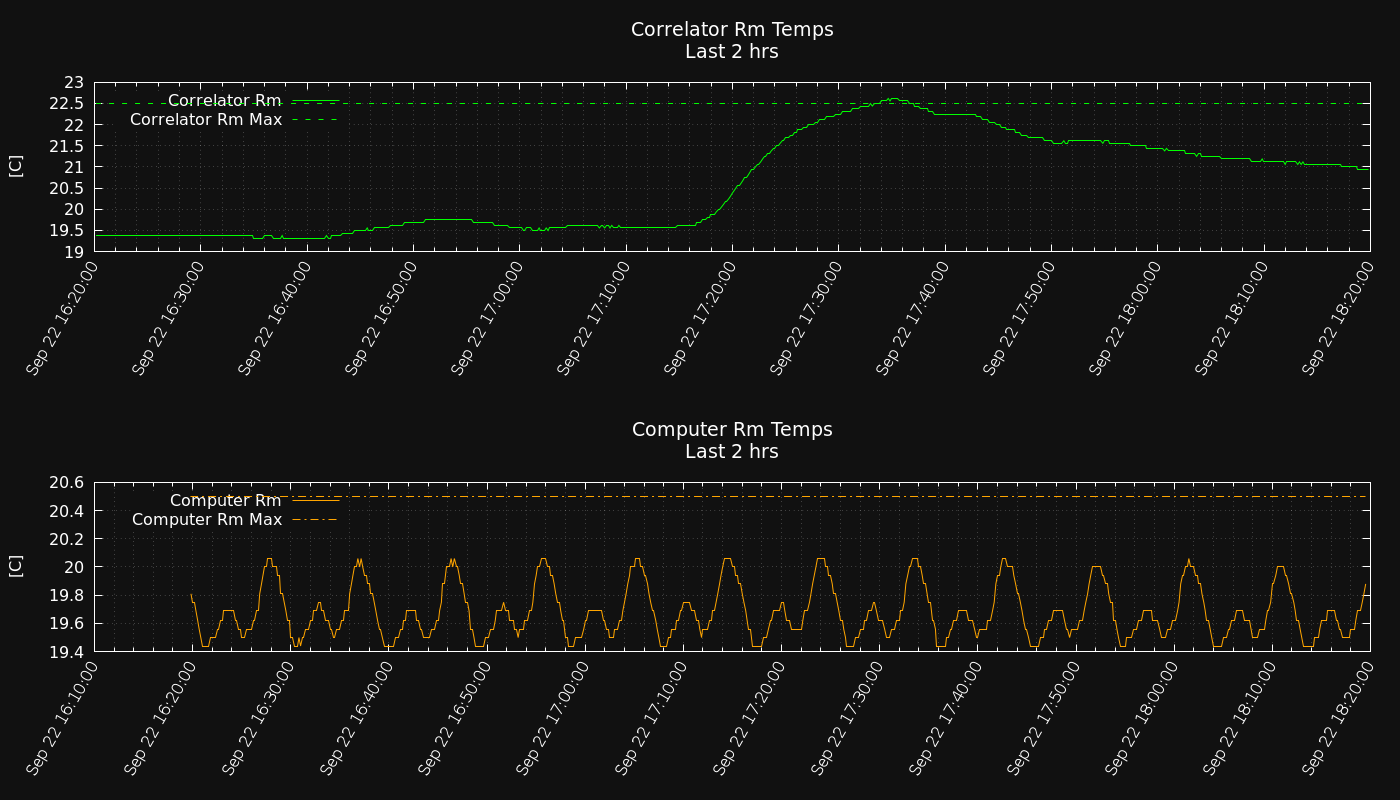 Correlator Rm Temps
Last 2 hrs
23
22.5
22
21.5
21
20.5
20
19.5
19
[C]
Correlator Rm
Correlator Rm Max
Sep 22 16:20:00
Sep 22 16:30:00
Sep 22 16:40:00
Sep 22 16:50:00
Sep 22 17:00:00
Sep 22 17:10:00
Sep 22 17:20:00
Sep 22 17:30:00
Sep 22 17:40:00
Sep 22 17:50:00
Sep 22 18:00:00
Sep 22 18:10:00
Sep 22 18:20:00
Computer Rm Temps
Last 2 hrs
20.6
20.4
20.2
20
19.8
19.6
19.4
[C]
Computer Rm
Computer Rm Max
Sep 22 16:10:00
Sep 22 16:20:00
Sep 22 16:30:00
Sep 22 16:40:00
Sep 22 16:50:00
Sep 22 17:00:00
Sep 22 17:10:00
Sep 22 17:20:00
Sep 22 17:30:00
Sep 22 17:40:00
Sep 22 17:50:00
Sep 22 18:00:00
Sep 22 18:10:00
Sep 22 18:20:00